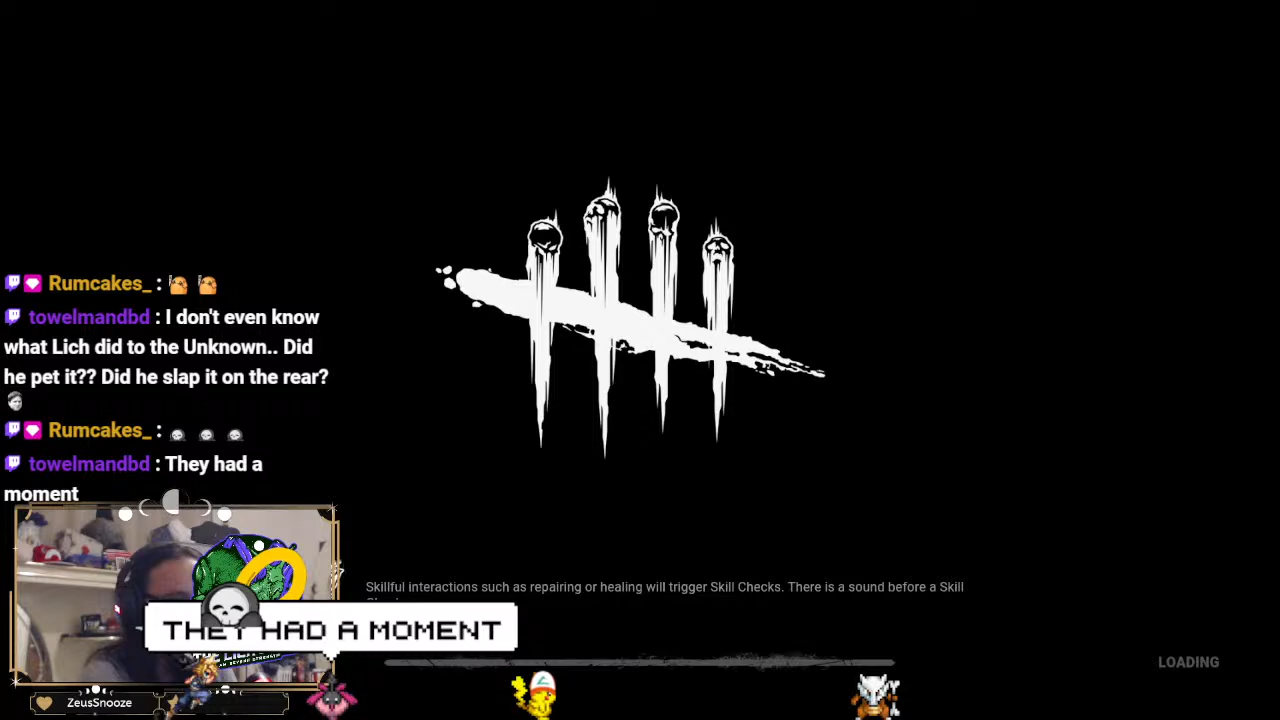 Rumcakes_ :
towelmandbd : I don't even know
what Lich did to the Unknown.. Did
he pet it?? Did he slap it on the rear?
Rumcakes_ :
towelmandbd : They had a
moment
Skillful interactions such as repairing or healing will trigger Skill Checks. There is a sound before a Skill
THEY HAD A MOMENT
LOADING
ZeusSnooze